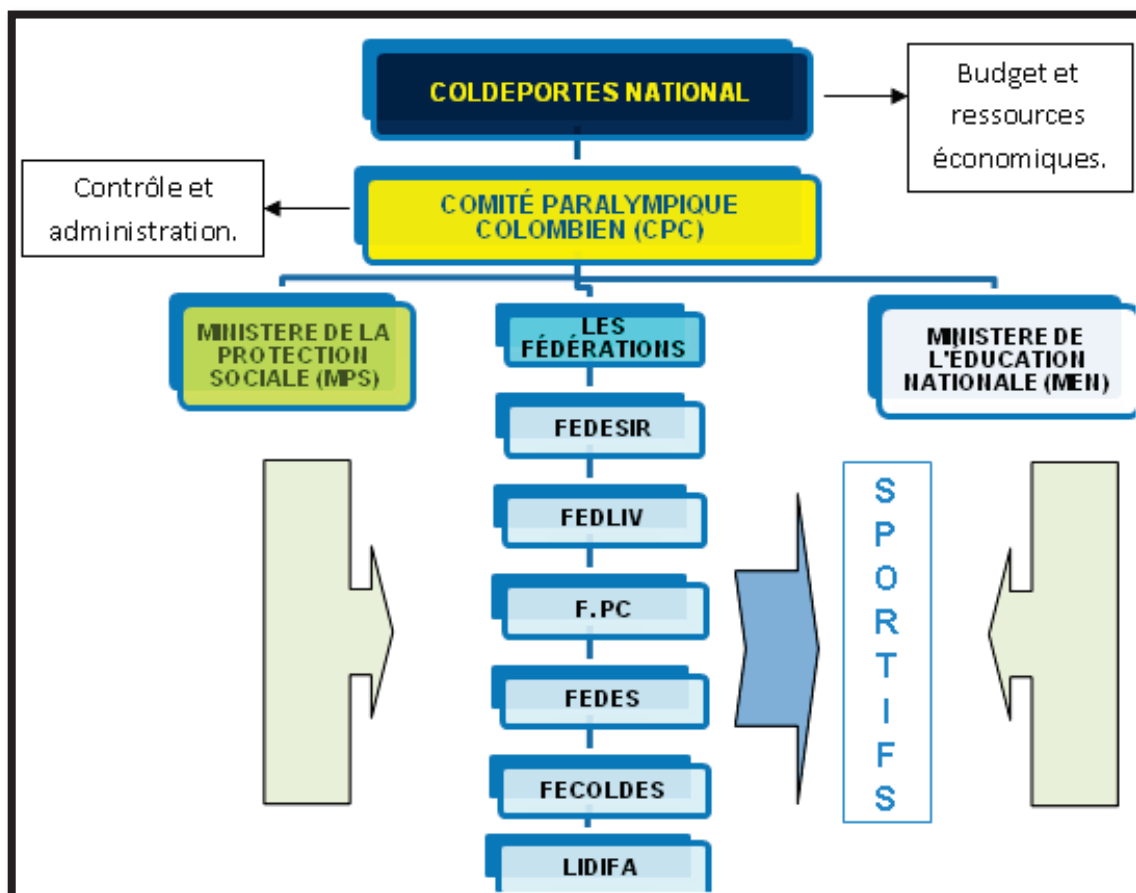 COLDEPORTES NATIONAL
Budget et
ressources
économiques.
Contrôle et
administration.
COMITÉ PARALYMPIQUE
COLOMBIEN (CPC)
MINISTERE DE LA
PROTECTION
SOCIALE (MPS)
LES
FÉDÉRATIONS
MINISTERE DE
L'ÉDUCATION
NATIONALE (MEN)
FEDESIR
FEDLIV
F.PC
FEDES
FECOLDES
LIDIFA
S
P
O
R
T
I
F
S